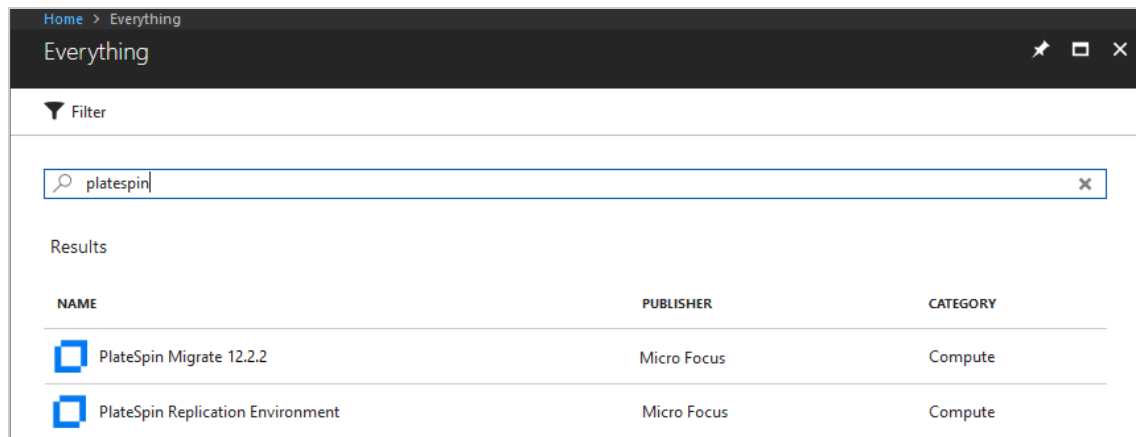 Home > Everything
Everything
Filter
platespin
Results
NAME PUBLISHER CATEGORY
PlateSpin Migrate 12.2.2 Micro Focus Compute
PlateSpin Replication Environment Micro Focus Compute